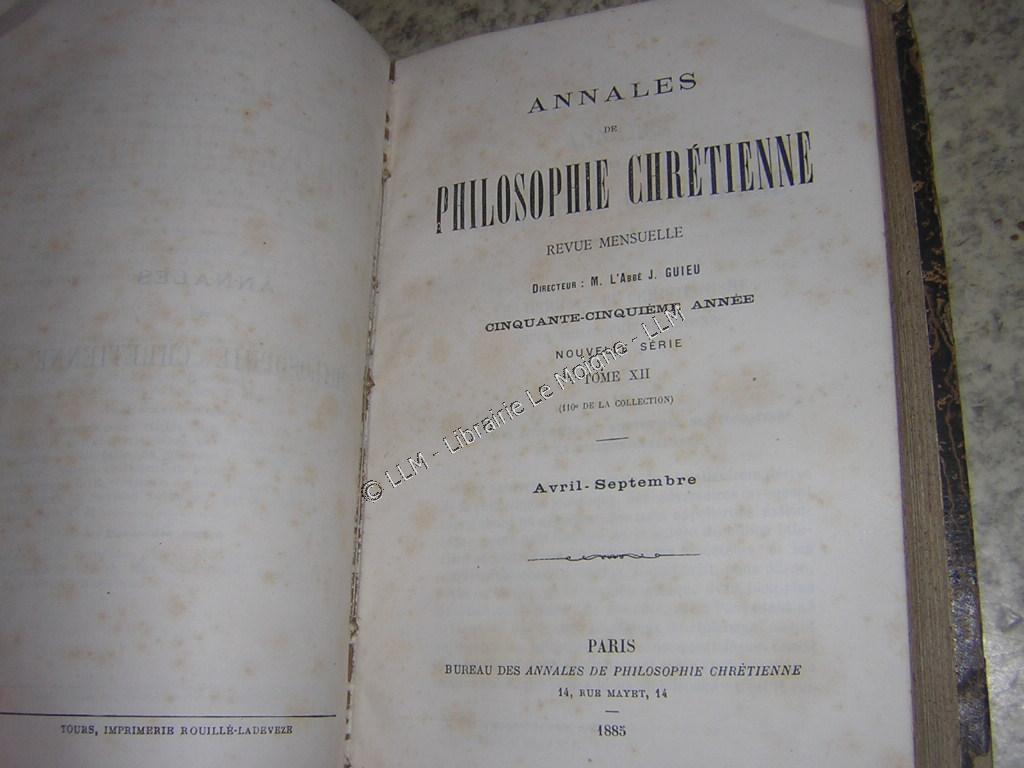 TOURS, IMPRIMERIE ROUILLÉ-LADEVEZE
ANNALES
DE
PHILOSOPHIE CHRÉTIENNE
REVUE MENSUELLE
DIRECTEUR : M. L'ABBÉ J. GUIEU
CINQUANTE-CINQUIÈME ANNÉE
NOUVELLE SÉRIE
TOME XII
(110e DE LA COLLECTION)
Avril-Septembre
PARIS
BUREAU DES ANNALES DE PHILOSOPHIE CHRÉTIENNE
14, RUE MAYET, 14
1885
© LLM - Librairie Le Moigne - LLM